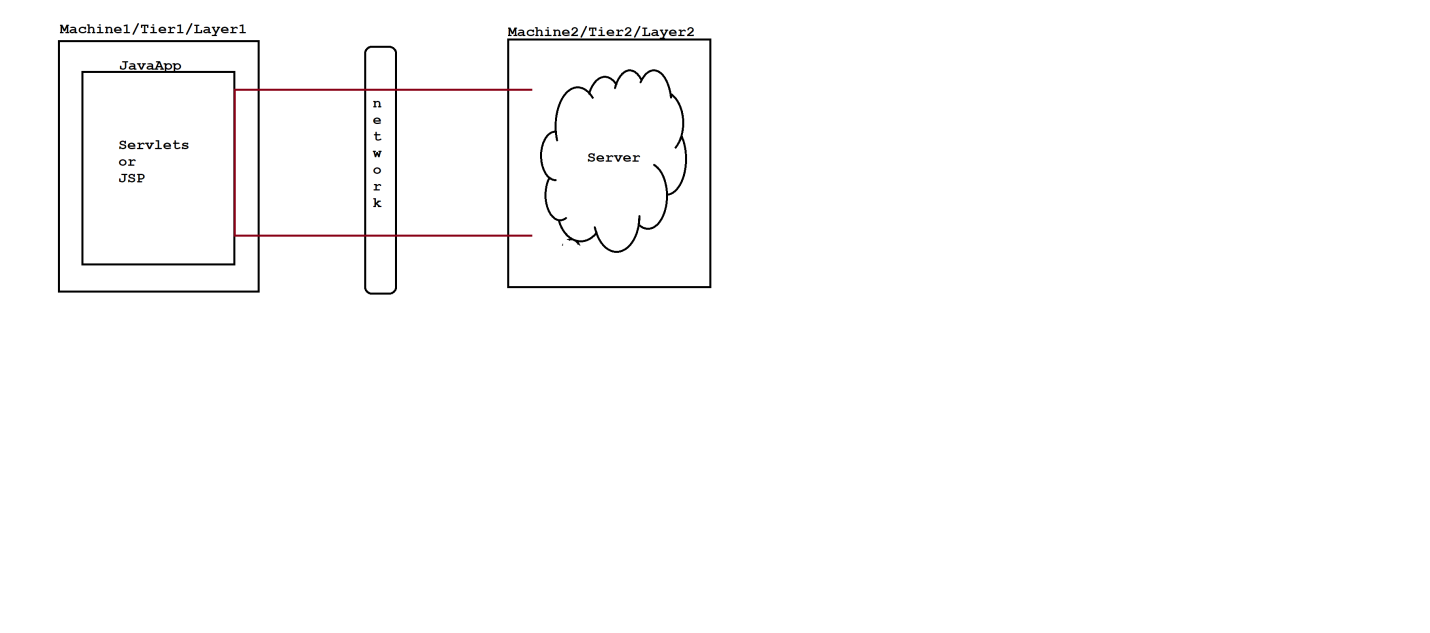 Machine1/Tier1/Layer1
Machine2/Tier2/Layer2
JavaApp
Servlets
or
JSP
n
e
t
w
o
r
k
Server